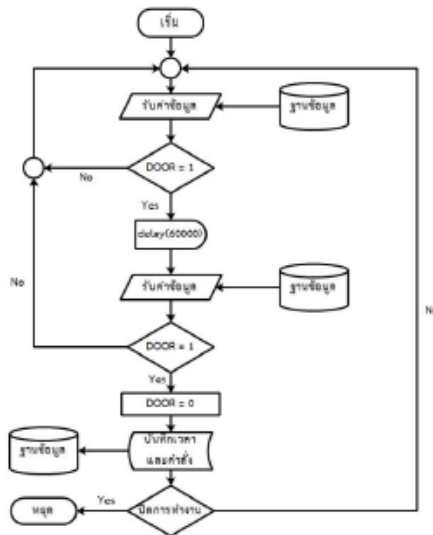 เริ่ม
รับค่าข้อมูล
ฐานข้อมูล
DOOR = 1
No
Yes
delay(60000)
รับค่าข้อมูล
ฐานข้อมูล
No
DOOR = 1
Yes
DOOR = 0
บันทึกเวลา
และคำสั่ง
ฐานข้อมูล
ปิดการทำงาน
Yes
หยุด